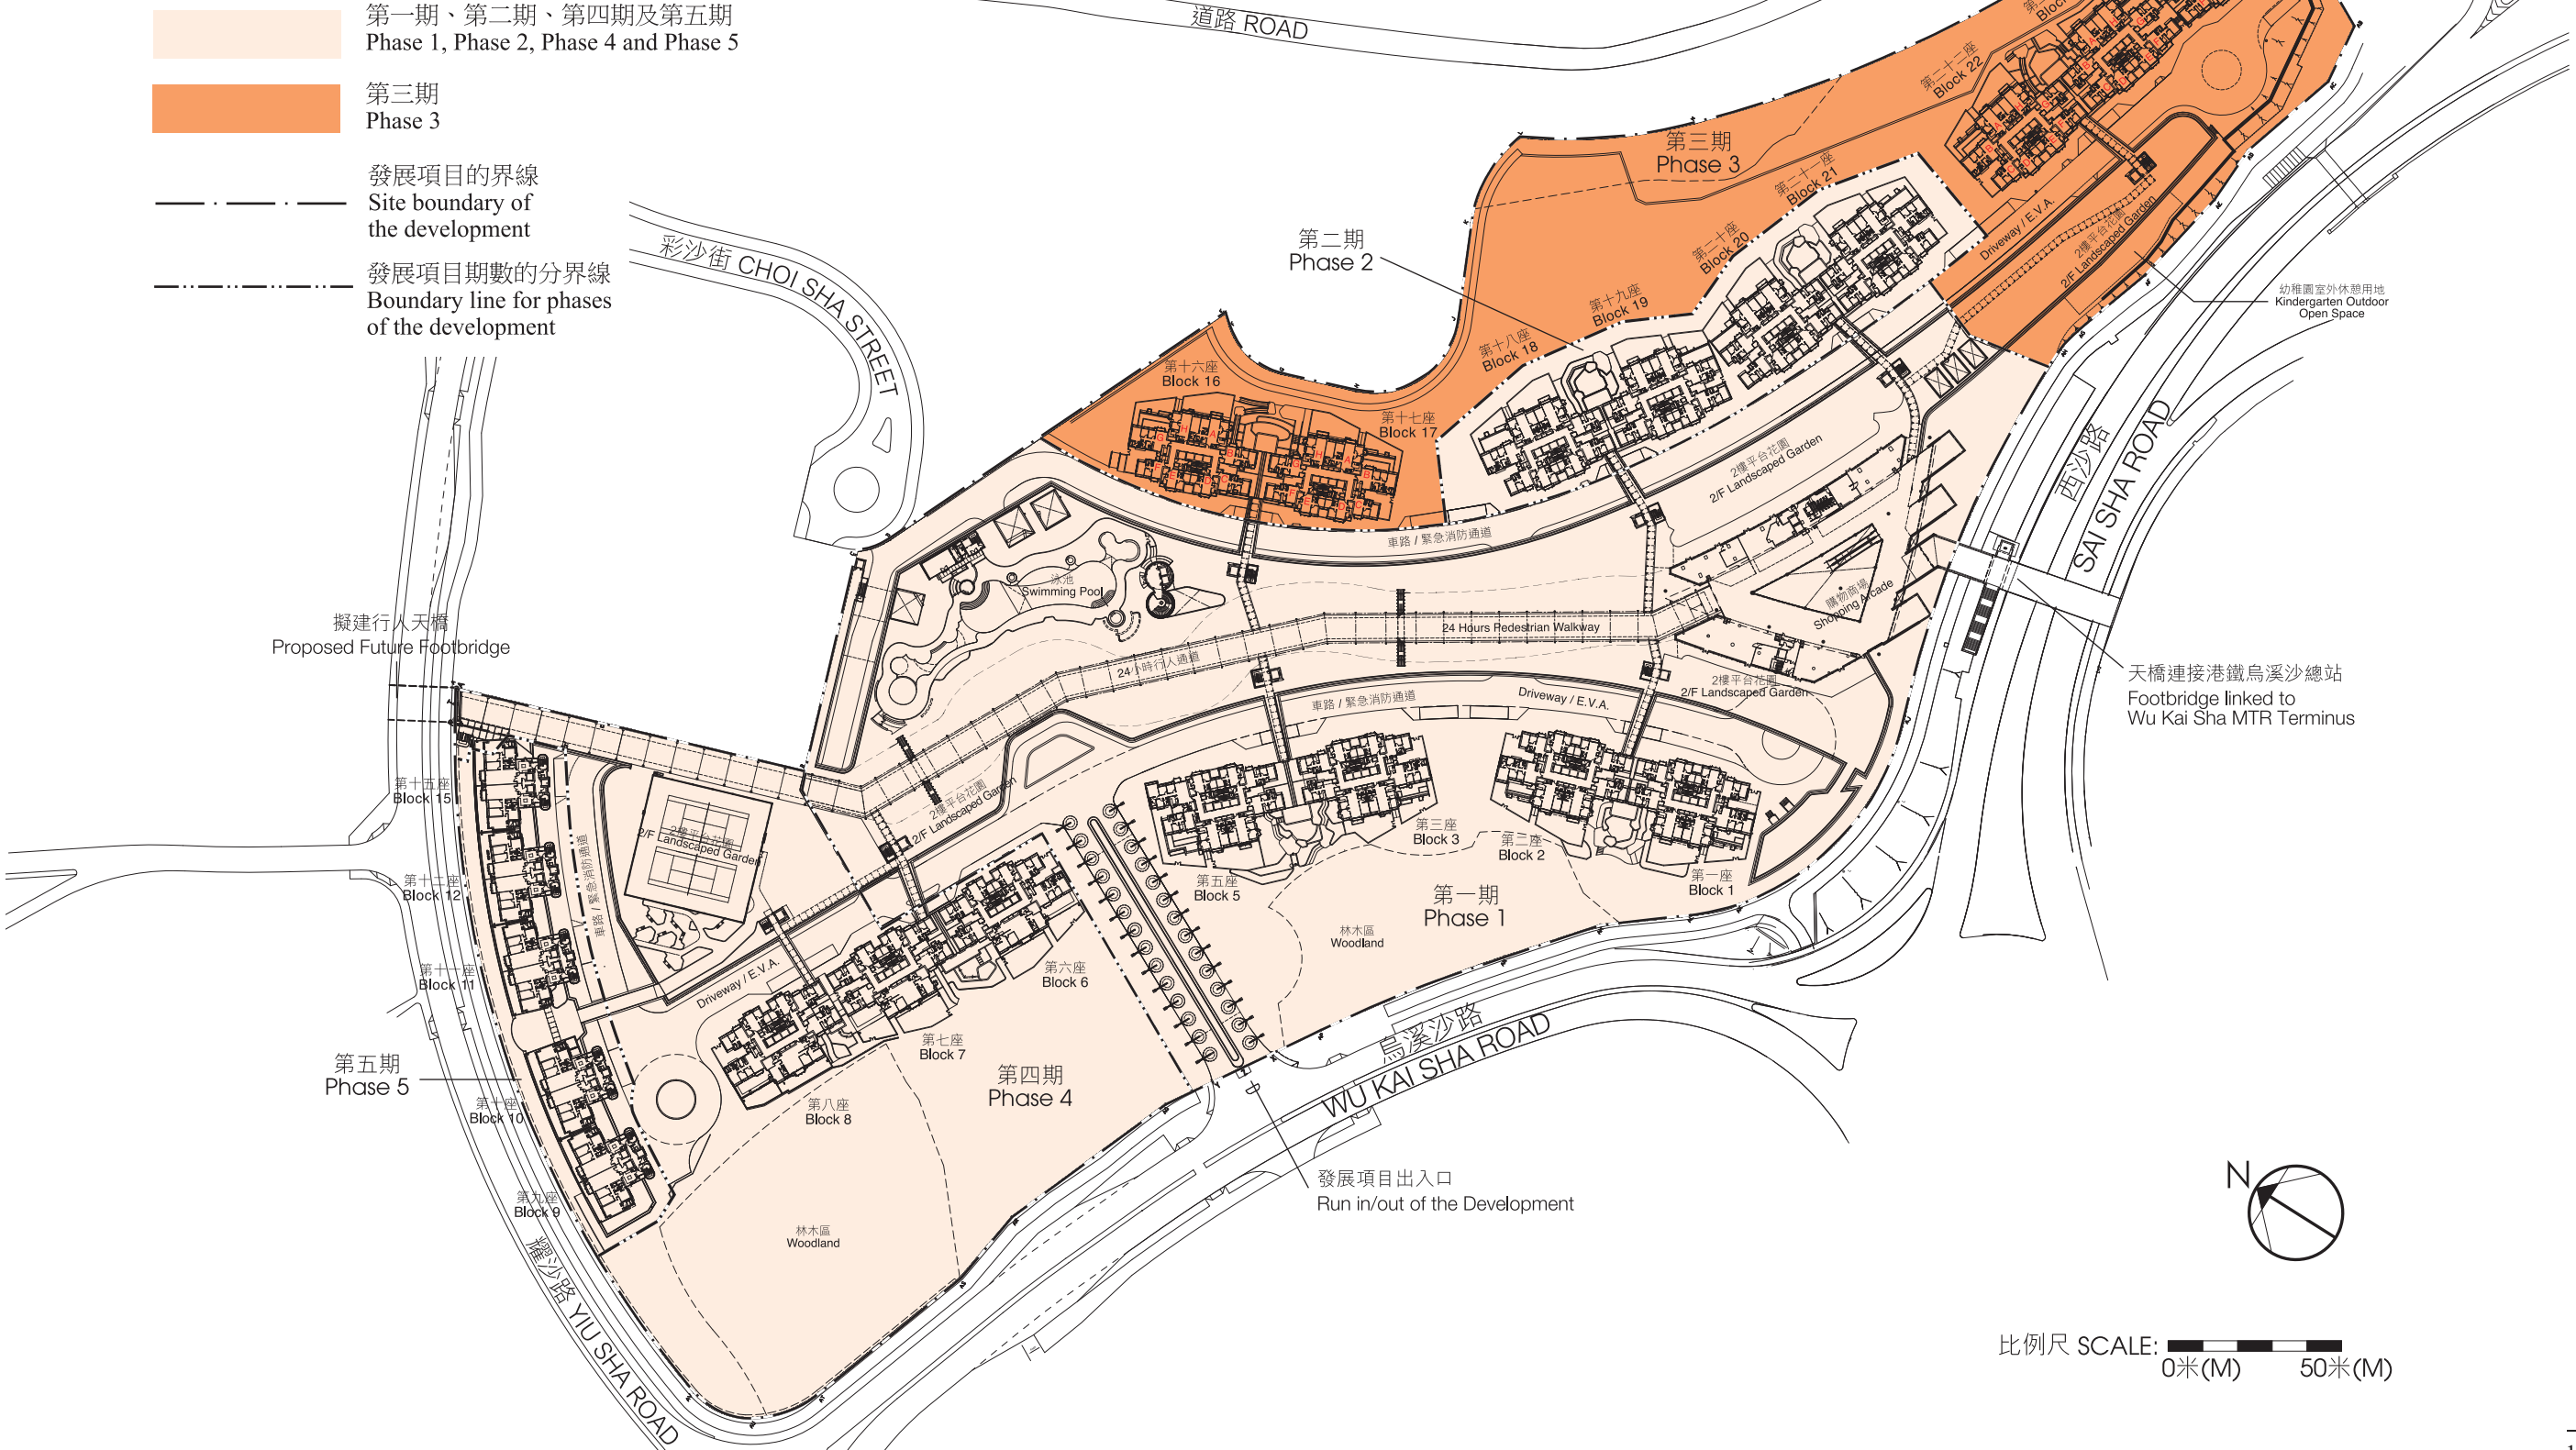 第一期、第二期、第四期及第五期
Phase 1, Phase 2, Phase 4 and Phase 5
第三期
Phase 3
發展項目的界線
Site boundary of
the development
發展項目期數的分界線
Boundary line for phases
of the development
道路 ROAD
彩沙街 CHOI SHA STREET
第二十二座
Block 22
第三期
Phase 3
第二十一座
Block 21
第二十座
Block 20
第十九座
Block 19
第十八座
Block 18
第二期
Phase 2
第十六座
Block 16
第十七座
Block 17
Driveway / E.V.A.
2樓平台花園
2/F Landscaped Garden
幼稚園室外休憩用地
Kindergarten Outdoor
Open Space
2樓平台花園
2/F Landscaped Garden
西沙路
SAI SHA ROAD
車路 / 緊急消防通道
泳池
Swimming Pool
購物商場
Shopping Arcade
24 Hours Pedestrian Walkway
24小時行人通道
擬建行人天橋
Proposed Future Footbridge
天橋連接港鐵烏溪沙總站
Footbridge linked to
Wu Kai Sha MTR Terminus
2樓平台花園
2/F Landscaped Garden
車路 / 緊急消防通道
Driveway / E.V.A.
2樓平台花園
2/F Landscaped Garden
第十五座
Block 15
2樓平台花園
2/F Landscaped Garden
車路 / 緊急消防通道
第十二座
Block 12
第三座
Block 3
第二座
Block 2
第五座
Block 5
第一座
Block 1
第一期
Phase 1
林木區
Woodland
第十一座
Block 11
Driveway / E.V.A.
第六座
Block 6
第七座
Block 7
第八座
Block 8
第四期
Phase 4
第五期
Phase 5
第十座
Block 10
第九座
Block 9
林木區
Woodland
烏溪沙路
WU KAI SHA ROAD
發展項目出入口
Run in/out of the Development
耀沙路 YIU SHA ROAD
N
比例尺 SCALE:
0米(M)
50米(M)